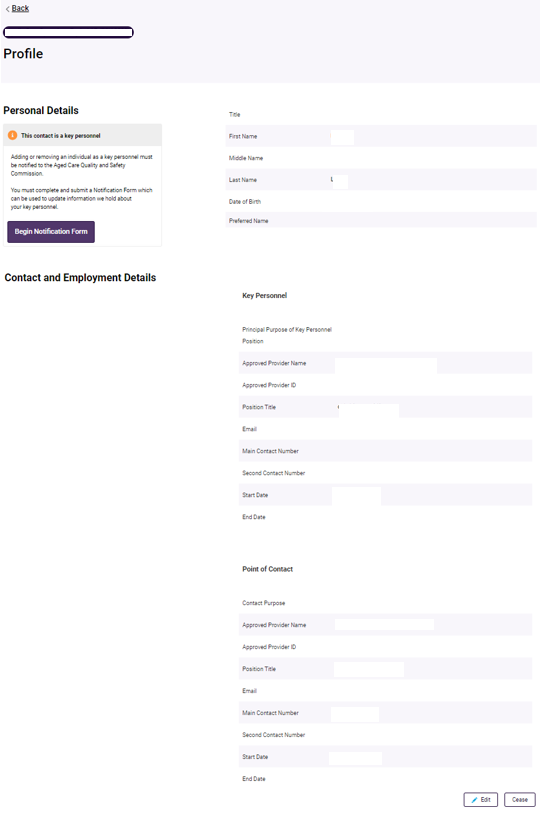 Back
Profile
Personal Details
This contact is a key personnel
Adding or removing an individual as a key personnel must
be notified to the Aged Care Quality and Safety
Commission.
You must complete and submit a Notification Form which
can be used to update information we hold about
your key personnel.
Begin Notification Form
Title
First Name
Middle Name
Last Name
Date of Birth
Preferred Name
Contact and Employment Details
Key Personnel
Principal Purpose of Key Personnel
Position
Approved Provider Name
Approved Provider ID
Position Title
Email
Main Contact Number
Second Contact Number
Start Date
End Date
Point of Contact
Contact Purpose
Approved Provider Name
Approved Provider ID
Position Title
Email
Main Contact Number
Second Contact Number
Start Date
End Date
Edit
Cease